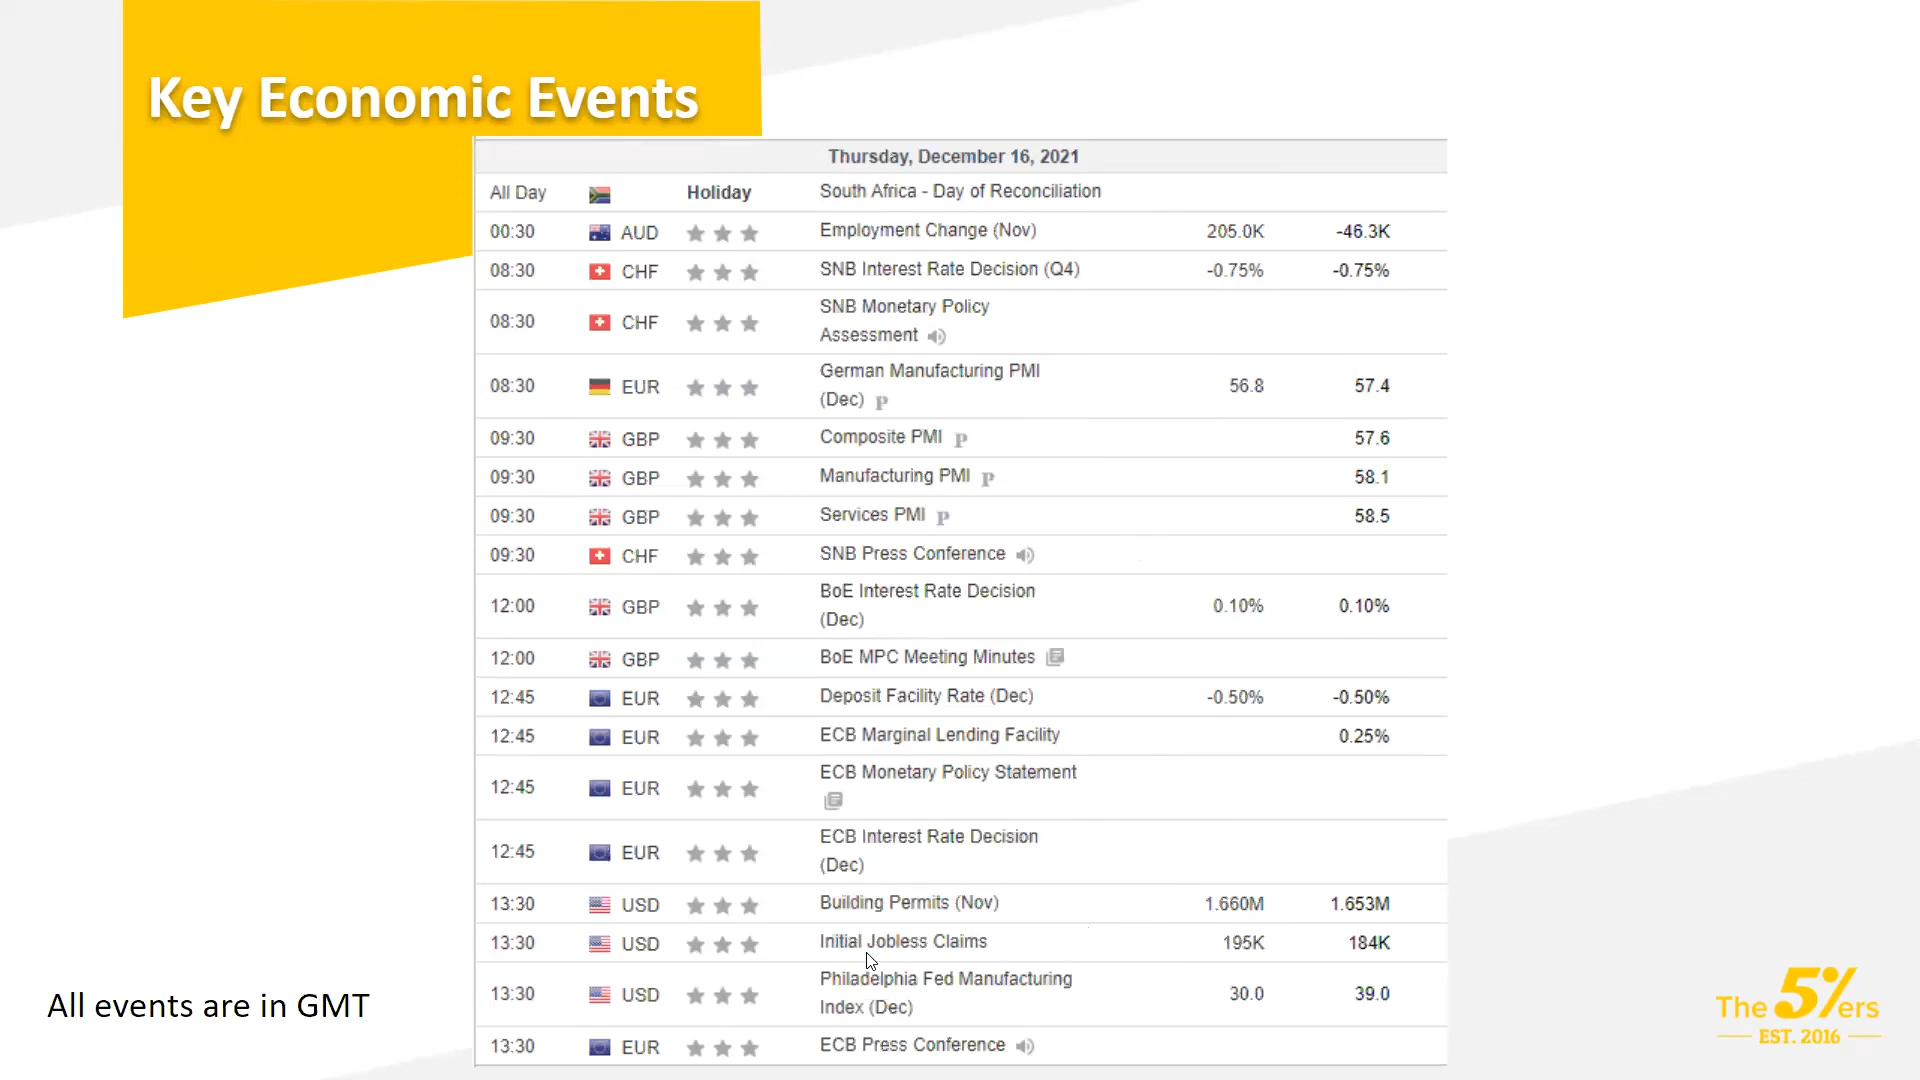 Key Economic Events
Thursday, December 16, 2021
All Day Holiday South Africa - Day of Reconciliation
00:30 AUD Employment Change (Nov) 205.0K -46.3K
08:30 CHF SNB Interest Rate Decision (Q4) -0.75% -0.75%
08:30 CHF SNB Monetary Policy
Assessment
08:30 EUR German Manufacturing PMI 56.8 57.4
(Dec) P
09:30 GBP Composite PMI P 57.6
09:30 GBP Manufacturing PMI P 58.1
09:30 GBP Services PMI P 58.5
09:30 CHF SNB Press Conference
12:00 GBP BoE Interest Rate Decision 0.10% 0.10%
(Dec)
12:00 GBP BoE MPC Meeting Minutes
12:45 EUR Deposit Facility Rate (Dec) -0.50% -0.50%
12:45 EUR ECB Marginal Lending Facility 0.25%
12:45 EUR ECB Monetary Policy Statement
12:45 EUR ECB Interest Rate Decision
(Dec)
13:30 USD Building Permits (Nov) 1.660M 1.653M
13:30 USD Initial Jobless Claims 195K 184K
13:30 USD Philadelphia Fed Manufacturing 30.0 39.0
Index (Dec)
13:30 EUR ECB Press Conference
All events are in GMT
The 5%ers
EST. 2016